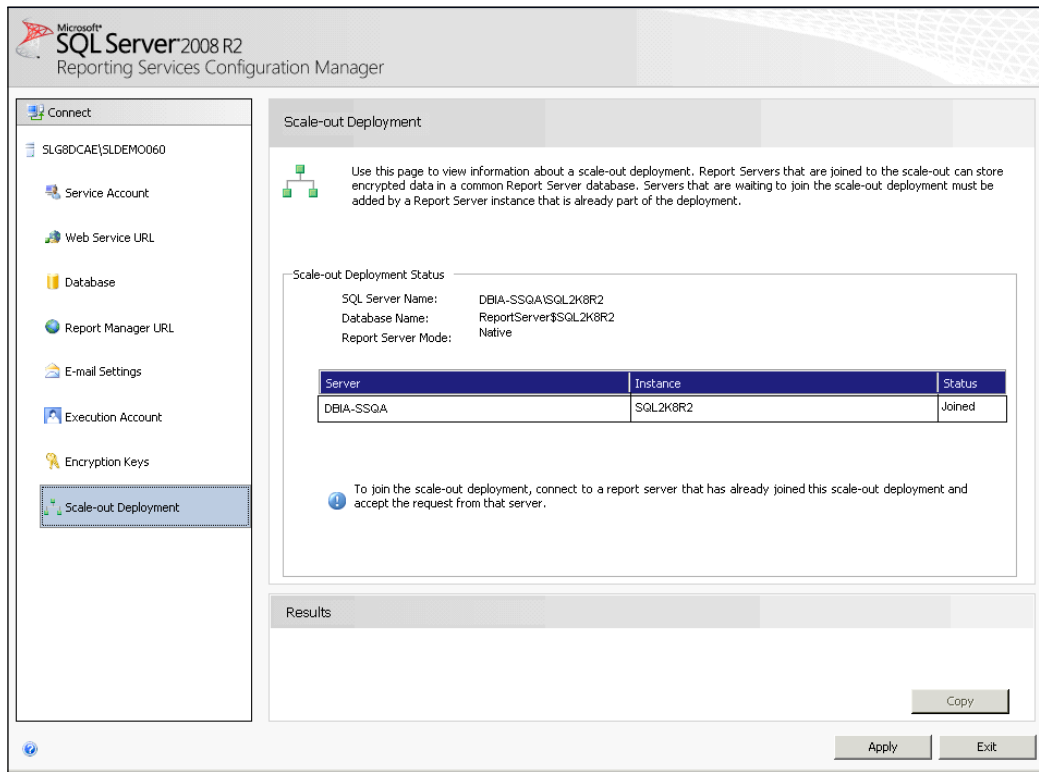 Microsoft®
SQL Server® 2008 R2
Reporting Services Configuration Manager
Connect
SLG8DCAE\SLDEMO060
Service Account
Web Service URL
Database
Report Manager URL
E-mail Settings
Execution Account
Encryption Keys
Scale-out Deployment
Scale-out Deployment
Use this page to view information about a scale-out deployment. Report Servers that are joined to the scale-out can store
encrypted data in a common Report Server database. Servers that are waiting to join the scale-out deployment must be
added by a Report Server instance that is already part of the deployment.
Scale-out Deployment Status
SQL Server Name: DBIA-SSQA\SQL2K8R2
Database Name: ReportServer$SQL2K8R2
Report Server Mode: Native
Server Instance Status
DBIA-SSQA SQL2K8R2 Joined
To join the scale-out deployment, connect to a report server that has already joined this scale-out deployment and
accept the request from that server.
Results
Copy
Apply Exit